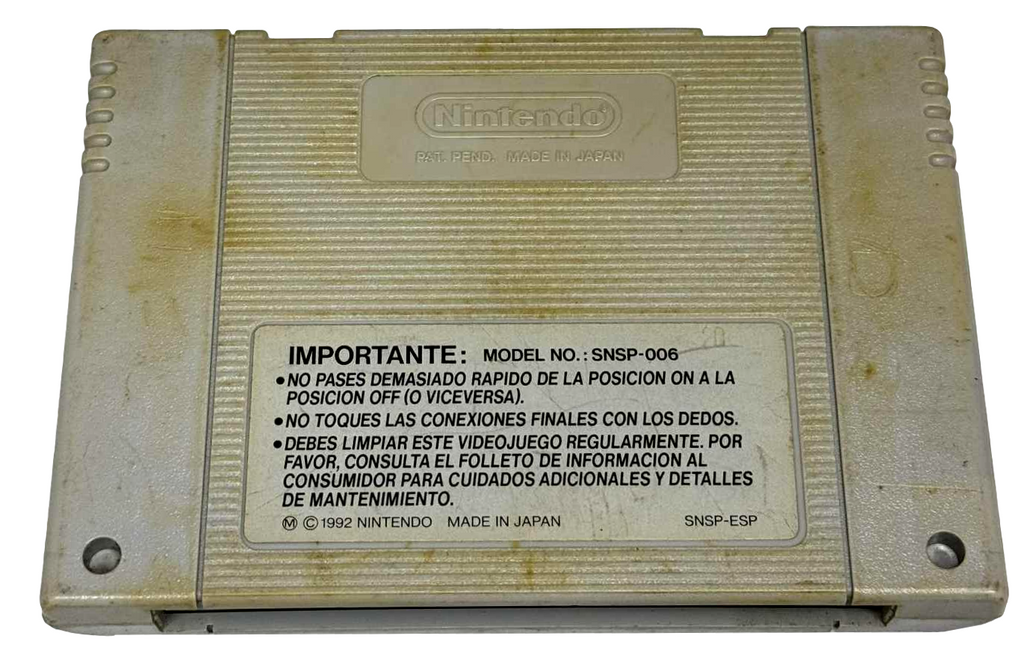 Nintendo®
PAT. PEND. MADE IN JAPAN
20
IMPORTANTE: MODEL NO.: SNSP-006
•NO PASES DEMASIADO RAPIDO DE LA POSICION ON A LA
POSICION OFF (O VICEVERSA).
•NO TOQUES LAS CONEXIONES FINALES CON LOS DEDOS.
•DEBES LIMPIAR ESTE VIDEOJUEGO REGULARMENTE. POR
FAVOR, CONSULTA EL FOLLETO DE INFORMACION AL
CONSUMIDOR PARA CUIDADOS ADICIONALES Y DETALLES
DE MANTENIMIENTO.
Ⓜ © 1992 NINTENDO MADE IN JAPAN SNSP-ESP